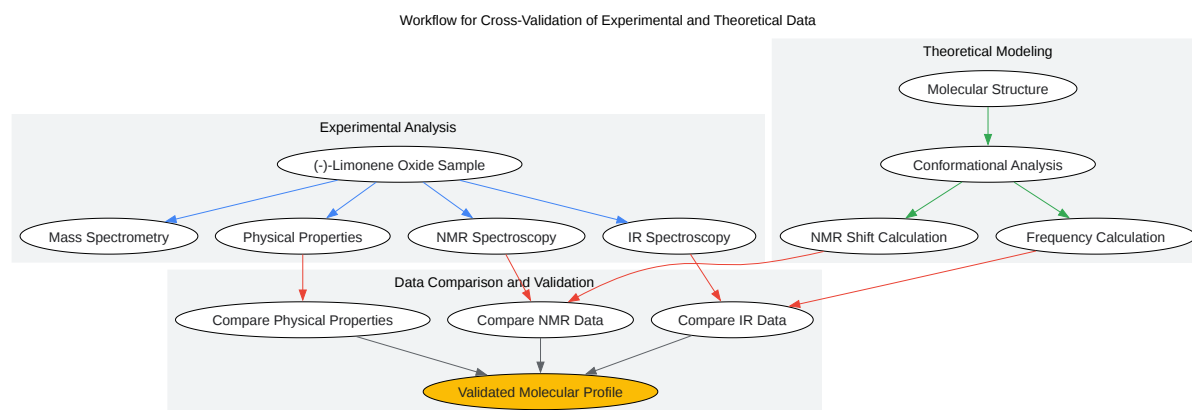 Workflow for Cross-Validation of Experimental and Theoretical Data
Theoretical Modeling
Molecular Structure
Experimental Analysis
(-)-Limonene Oxide Sample
Conformational Analysis
Mass Spectrometry
Physical Properties
NMR Spectroscopy
IR Spectroscopy
NMR Shift Calculation
Frequency Calculation
Data Comparison and Validation
Compare Physical Properties
Compare NMR Data
Compare IR Data
Validated Molecular Profile